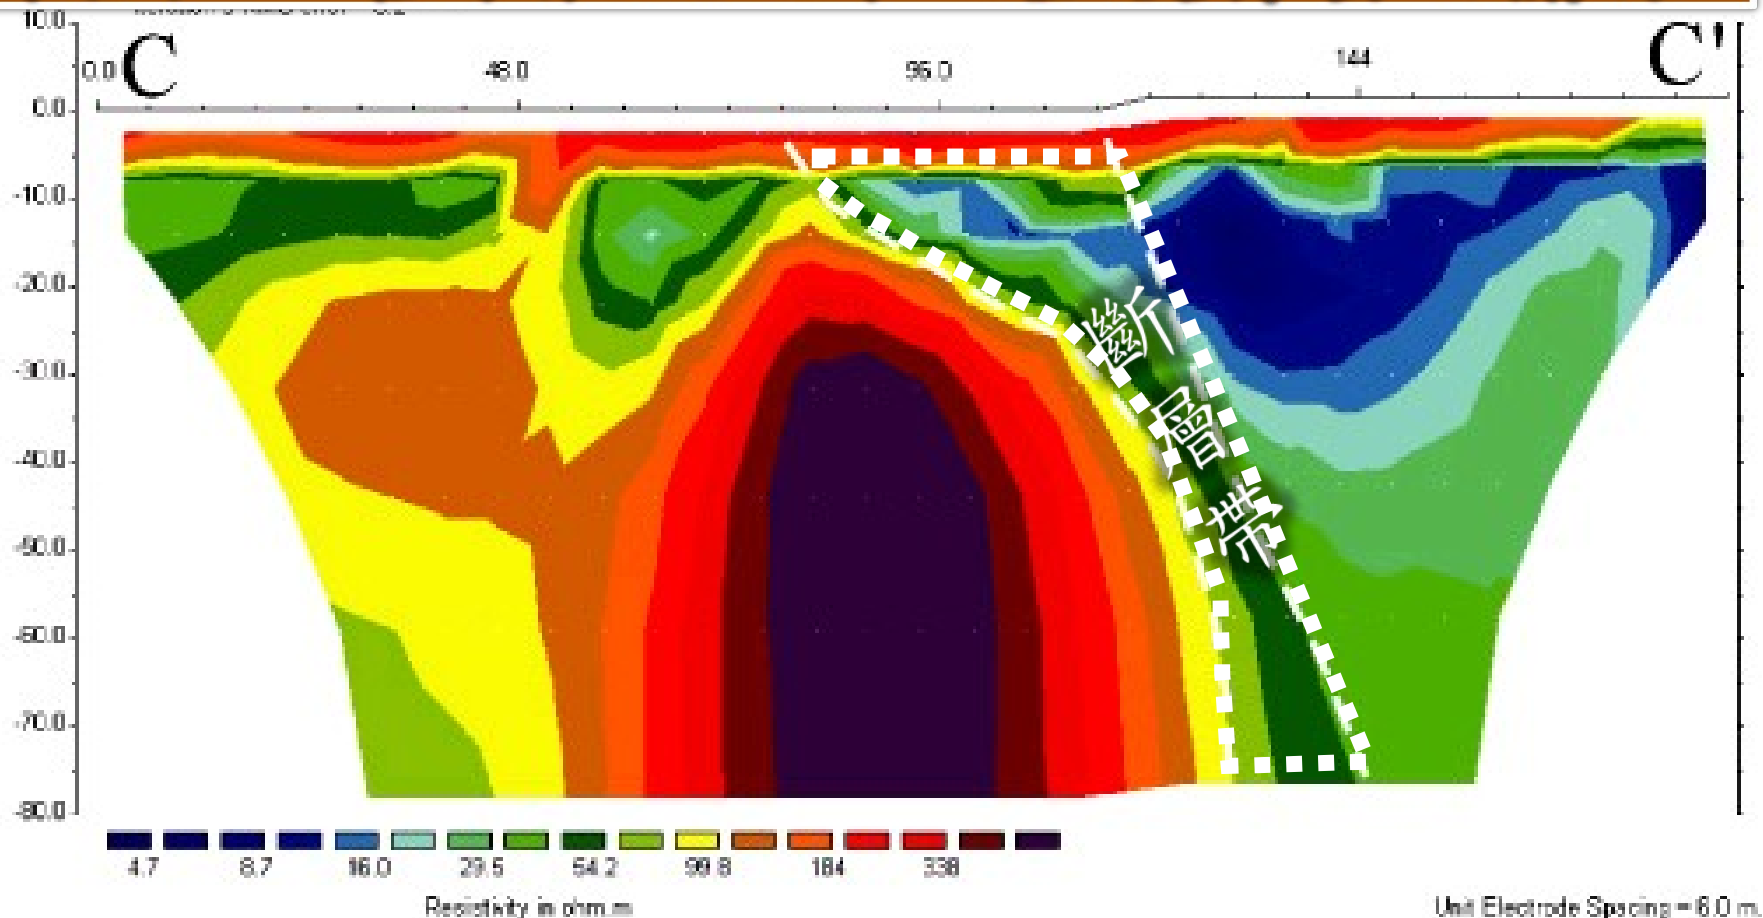 10.0
C
C'
0.0
48.0
96.0
144
0.0
-10.0
-20.0
-30.0
-40.0
-50.0
-60.0
-70.0
-80.0
斷
層
帶
4.7 8.7 16.0 29.5 54.2 99.8 184 338
Resistivity in ohm.m
Unit Electrode Spacing = 6.0 m.